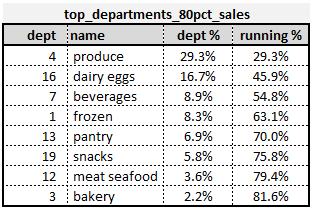 top_departments_80pct_sales
dept name dept % running %
4 produce 29.3% 29.3%
16 dairy eggs 16.7% 45.9%
7 beverages 8.9% 54.8%
1 frozen 8.3% 63.1%
13 pantry 6.9% 70.0%
19 snacks 5.8% 75.8%
12 meat seafood 3.6% 79.4%
3 bakery 2.2% 81.6%